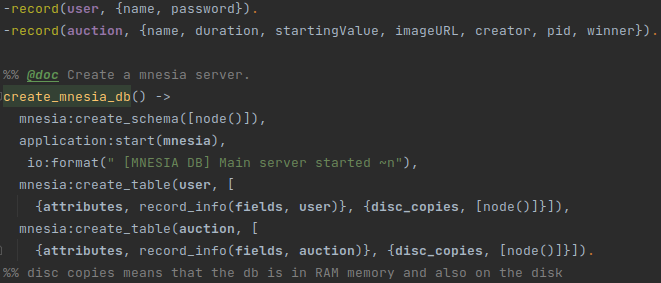 -record(user, {name, password}).
-record(auction, {name, duration, startingValue, imageURL, creator, pid, winner}).
%% @doc Create a mnesia server.
create_mnesia_db() ->
mnesia:create_schema([node()]),
application:start(mnesia),
io:format(" [MNESIA DB] Main server started ~n"),
mnesia:create_table(user, [
{attributes, record_info(fields, user)}, {disc_copies, [node()]}]),
mnesia:create_table(auction, [
{attributes, record_info(fields, auction)}, {disc_copies, [node()]}]).
%% disc copies means that the db is in RAM memory and also on the disk